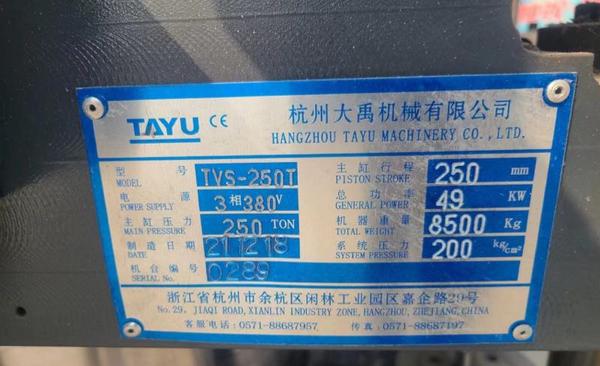 TAYU CE 杭州大禹机械有限公司
HANGZHOU TAYU MACHINERY CO.,LTD.
型号 MODEL TVS-250T
主缸行程 PISTON STROKE 250 mm
电源 POWER SUPPLY 3相380V
总功率 GENERAL POWER 49 KW
主缸压力 MAIN PRESSURE 250 TON
机器重量 TOTAL WEIGHT 8500 Kg
制造日期 DATE 211218
系统压力 SYSTEM PRESSURE 200 kg/cm²
机台编号 SERIAL No. 0289
浙江省杭州市余杭区闲林工业园区嘉企路29号
No.29, JIAQI ROAD,XIANLIN INDUSTRY ZONE, HANGZHOU, ZHEJIANG,CHINA
客服电话：0571-88687957 传真：0571-88687197